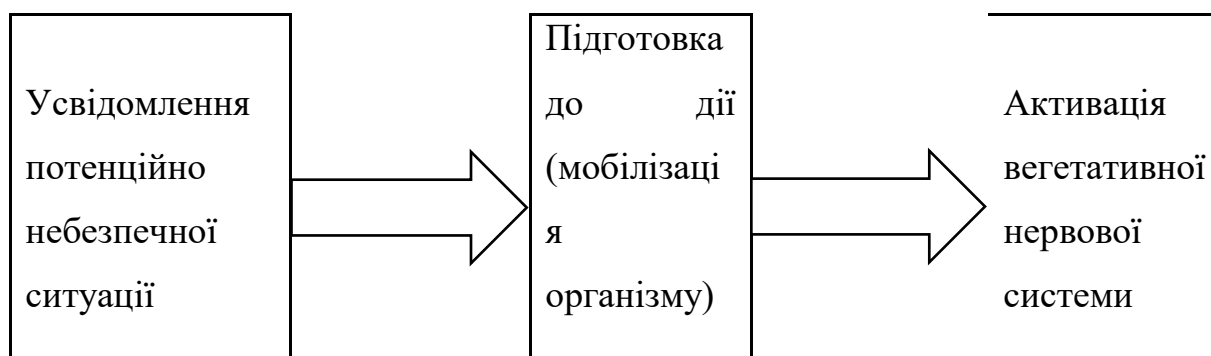 Усвідомлення
потенційно
небезпечної
ситуації
Підготовка
до дії
(мобілізаці
я
організму)
Активація
вегетативної
нервової
системи